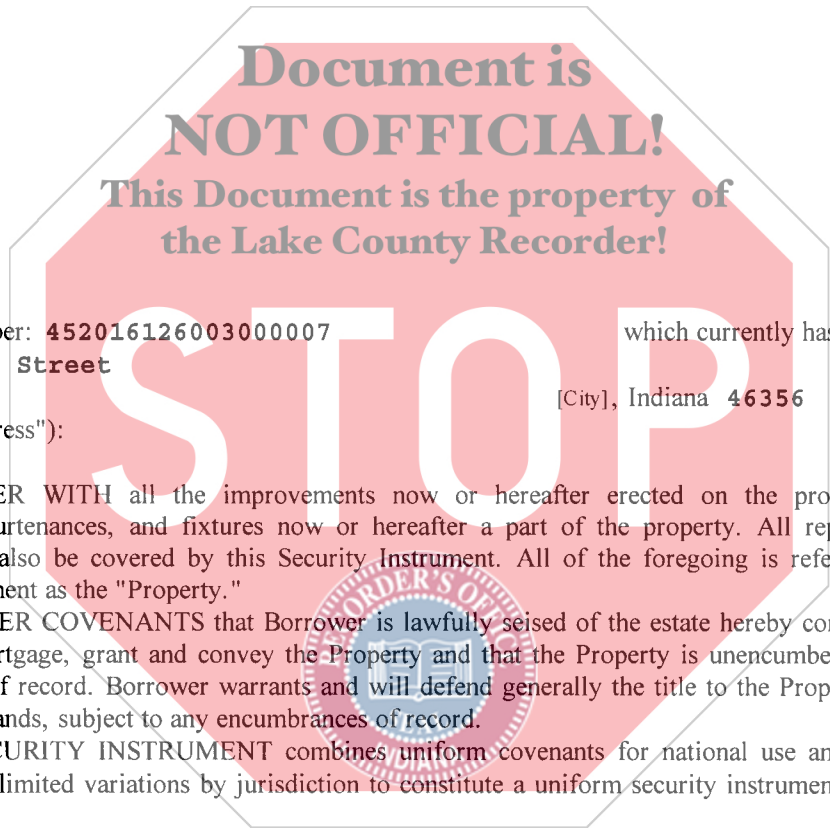 Document is
NOT OFFICIAL!
This Document is the property of
the Lake County Recorder!
STOP
ber: 452016126003000007 which currently has
Street
[City], Indiana 46356
ress"):
ER WITH all the improvements now or hereafter erected on the pro
urtenances, and fixtures now or hereafter a part of the property. All rep
also be covered by this Security Instrument. All of the foregoing is refe
nent as the "Property."
ER COVENANTS that Borrower is lawfully seised of the estate hereby con
rtgage, grant and convey the Property and that the Property is unencumbe
f record. Borrower warrants and will defend generally the title to the Prop
ands, subject to any encumbrances of record.
CURITY INSTRUMENT combines uniform covenants for national use an
limited variations by jurisdiction to constitute a uniform security instrumen
RECORDER'S OFFICE
INDIANA